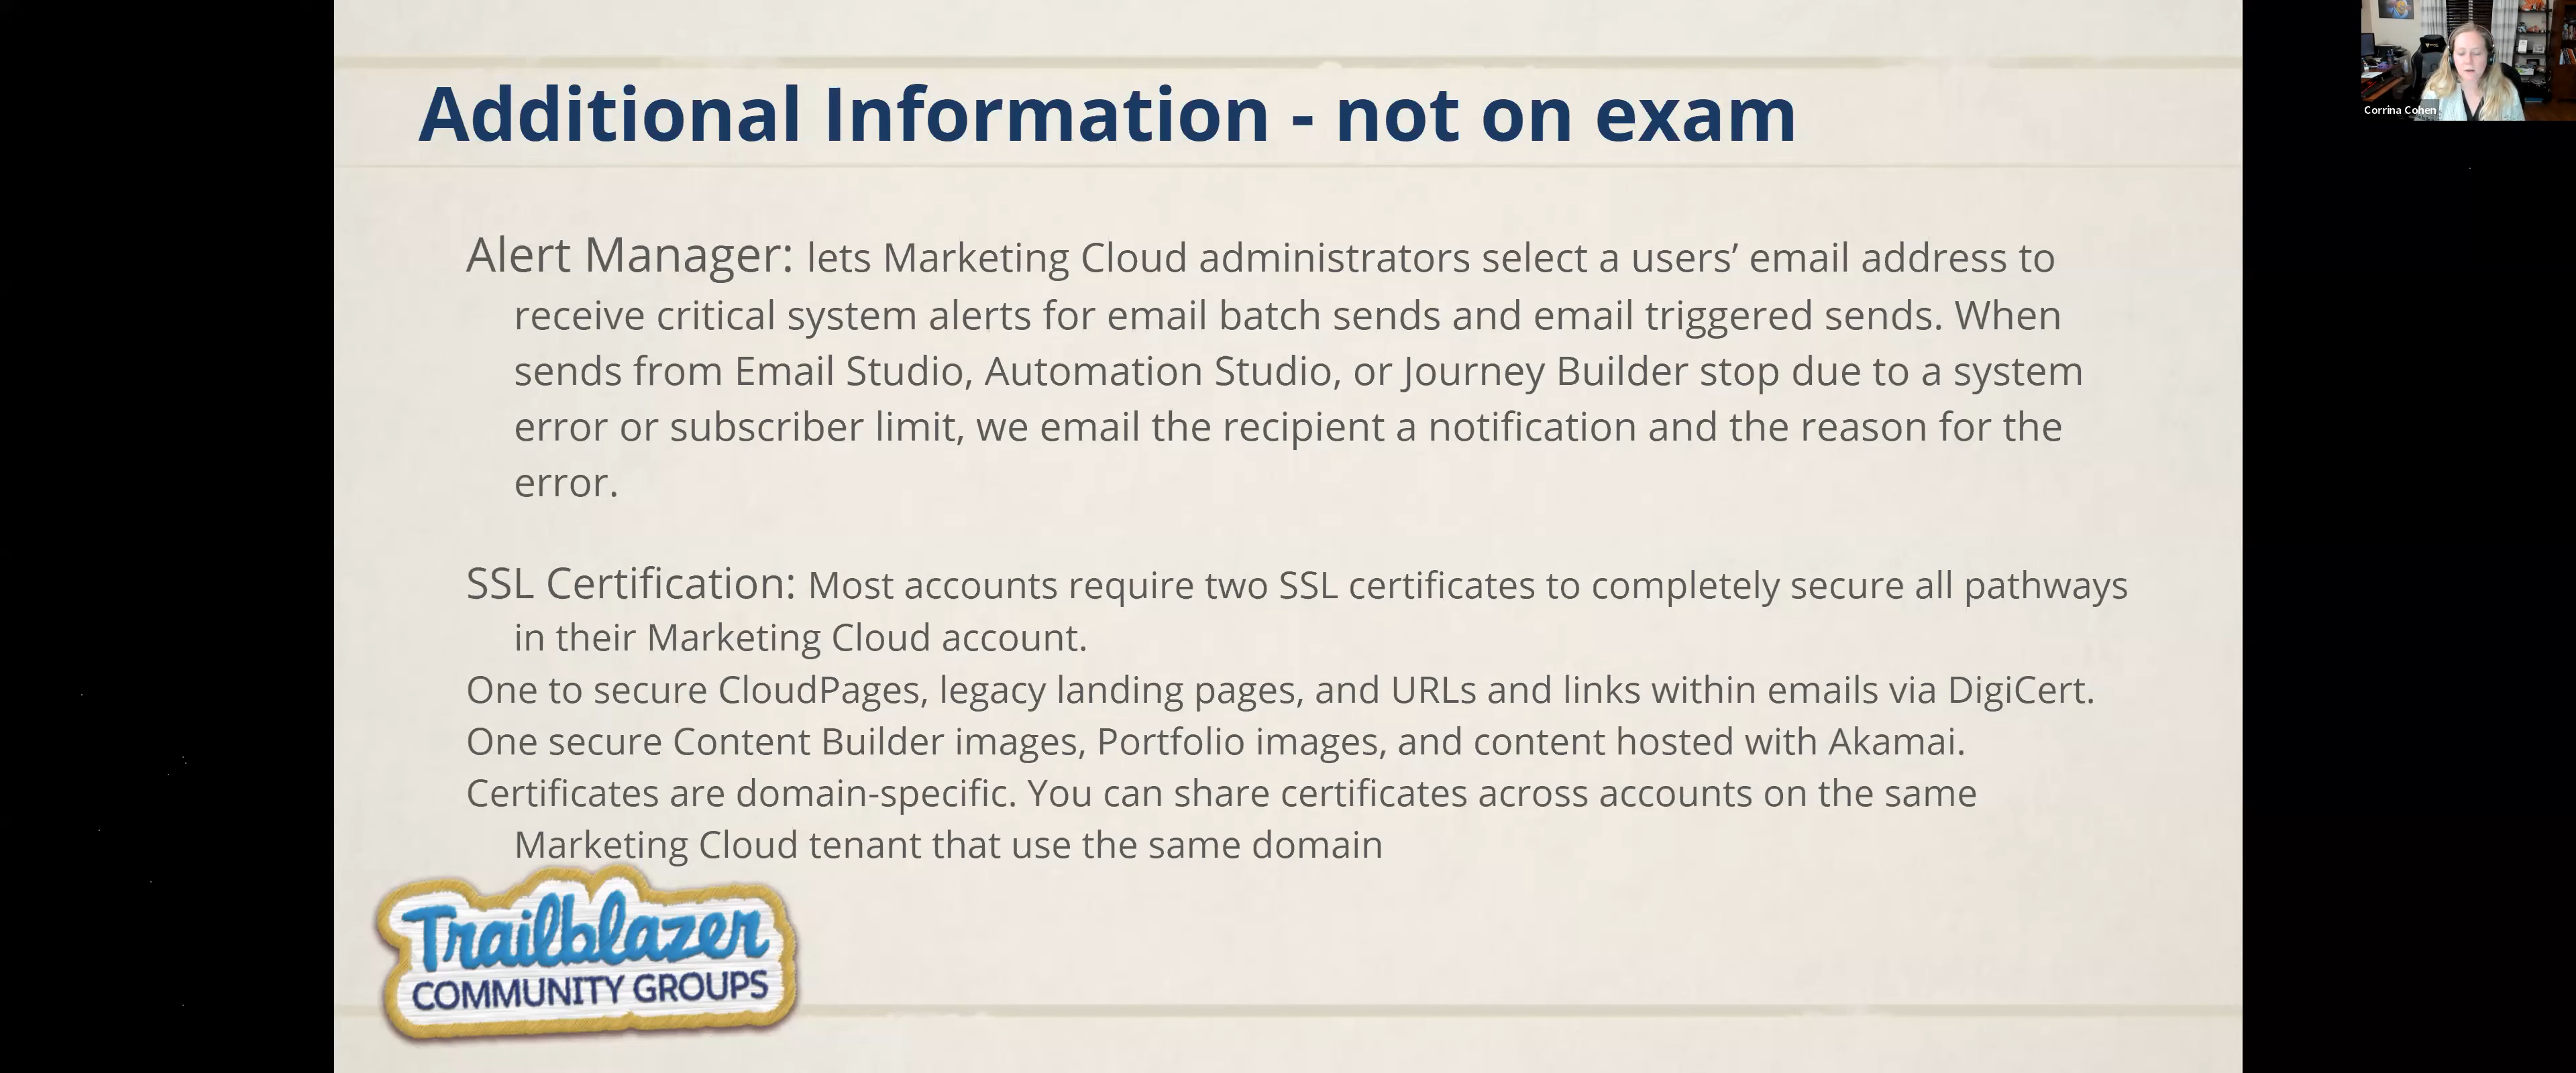 Additional Information - not on exam
Corrina Cohen
Alert Manager: lets Marketing Cloud administrators select a users’ email address to
receive critical system alerts for email batch sends and email triggered sends. When
sends from Email Studio, Automation Studio, or Journey Builder stop due to a system
error or subscriber limit, we email the recipient a notification and the reason for the
error.
SSL Certification: Most accounts require two SSL certificates to completely secure all pathways
in their Marketing Cloud account.
One to secure CloudPages, legacy landing pages, and URLs and links within emails via DigiCert.
One secure Content Builder images, Portfolio images, and content hosted with Akamai.
Certificates are domain-specific. You can share certificates across accounts on the same
Marketing Cloud tenant that use the same domain
Trailblazer
COMMUNITY GROUPS